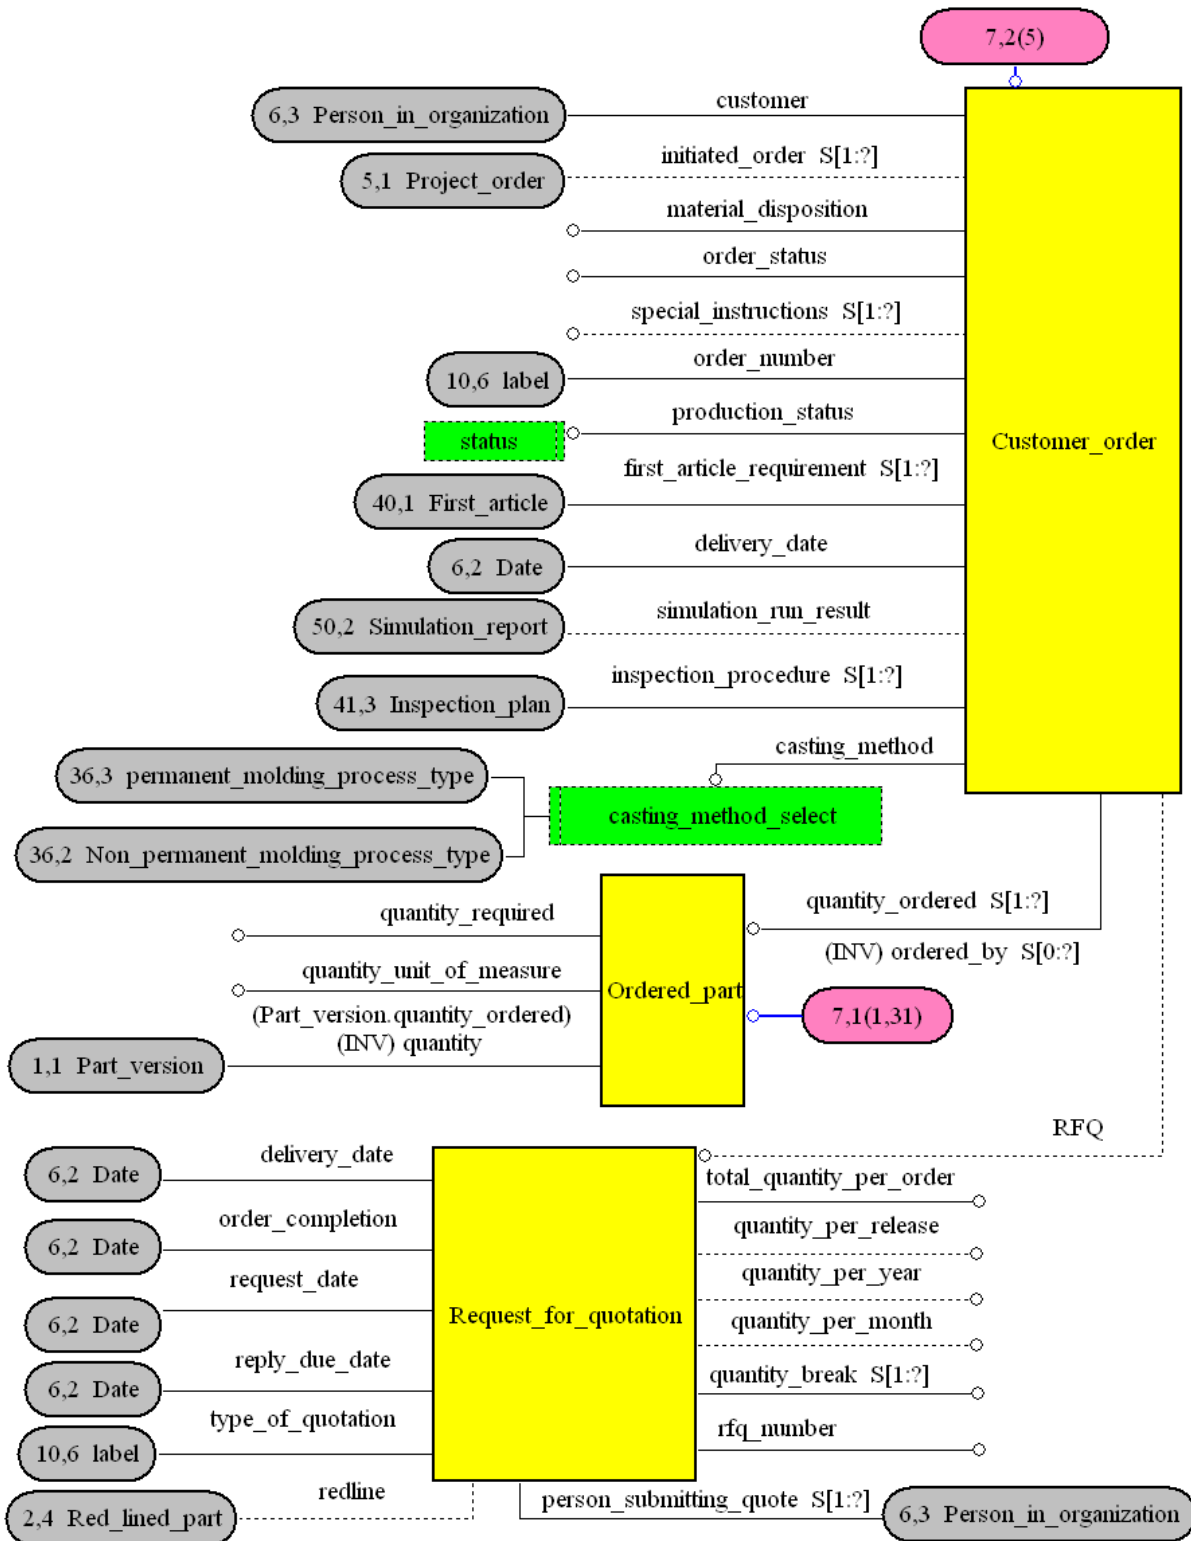 7,2(5)
customer
6,3 Person_in_organization
initiated_order S[1:?]
5,1 Project_order
material_disposition
order_status
special_instructions S[1:?]
order_number
10,6 label
production_status
status
Customer_order
first_article_requirement S[1:?]
40,1 First_article
delivery_date
6,2 Date
simulation_run_result
50,2 Simulation_report
inspection_procedure S[1:?]
41,3 Inspection_plan
casting_method
36,3 permanent_molding_process_type
casting_method_select
36,2 Non_permanent_molding_process_type
quantity_ordered S[1:?]
quantity_required
(INV) ordered_by S[0:?]
quantity_unit_of_measure
Ordered_part
(Part_version.quantity_ordered)
7,1(1,31)
(INV) quantity
1,1 Part_version
RFQ
delivery_date
6,2 Date
total_quantity_per_order
order_completion
quantity_per_release
6,2 Date
quantity_per_year
request_date
Request_for_quotation
6,2 Date
quantity_per_month
reply_due_date
quantity_break S[1:?]
6,2 Date
type_of_quotation
rfq_number
10,6 label
redline
person_submitting_quote S[1:?]
2,4 Red_lined_part
6,3 Person_in_organization